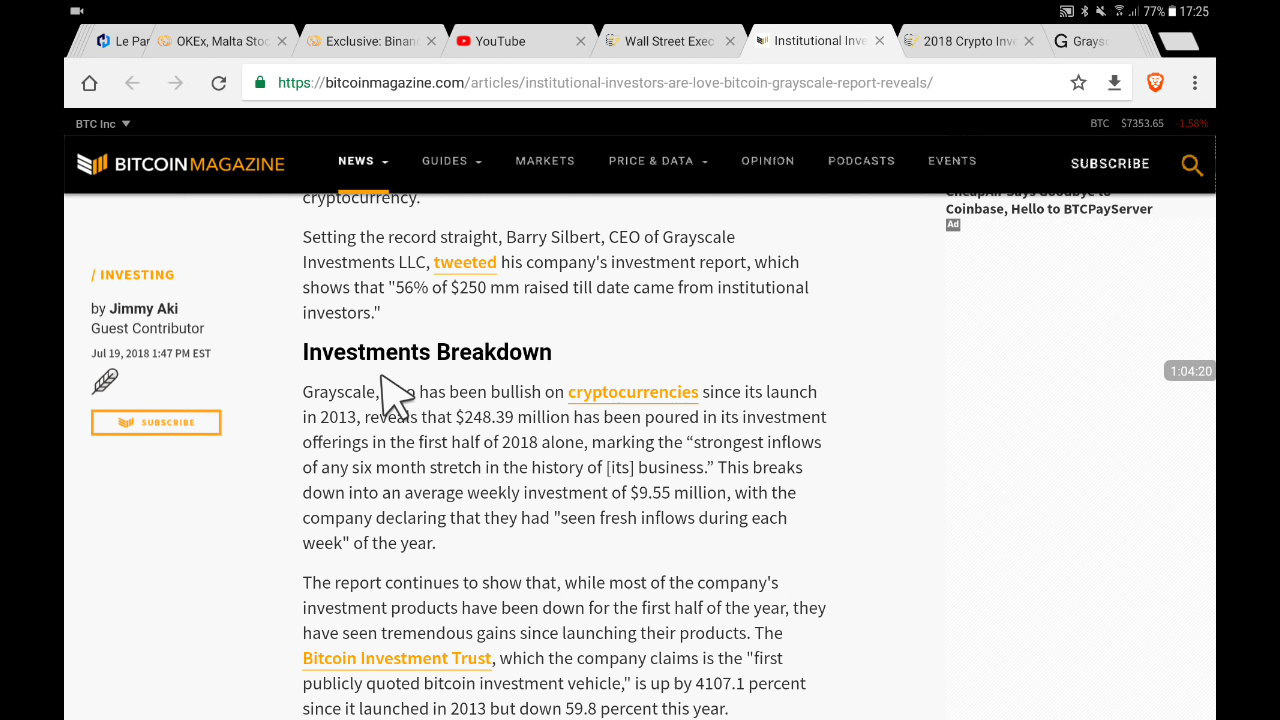 77% 17:25
Le Par
OKEx, Malta Stoc
Exclusive: Binan
YouTube
Wall Street Exec
Institutional Inve
2018 Crypto Inve
Graysc
https://bitcoinmagazine.com/articles/institutional-investors-are-love-bitcoin-grayscale-report-reveals/
BTC Inc
BTC $7353.65 -1.58%
BITCOINMAGAZINE
NEWS
GUIDES
MARKETS
PRICE & DATA
OPINION
PODCASTS
EVENTS
SUBSCRIBE
/ INVESTING
by Jimmy Aki
Guest Contributor
Jul 19, 2018 1:47 PM EST
SUBSCRIBE
cryptocurrency.
Setting the record straight, Barry Silbert, CEO of Grayscale
Investments LLC, tweeted his company's investment report, which
shows that "56% of $250 mm raised till date came from institutional
investors."
Investments Breakdown
Grayscale, has been bullish on cryptocurrencies since its launch
in 2013, reveals that $248.39 million has been poured in its investment
offerings in the first half of 2018 alone, marking the “strongest inflows
of any six month stretch in the history of [its] business.” This breaks
down into an average weekly investment of $9.55 million, with the
company declaring that they had "seen fresh inflows during each
week" of the year.
The report continues to show that, while most of the company's
investment products have been down for the first half of the year, they
have seen tremendous gains since launching their products. The
Bitcoin Investment Trust, which the company claims is the "first
publicly quoted bitcoin investment vehicle," is up by 4107.1 percent
since it launched in 2013 but down 59.8 percent this year.
CheapAir Says Goodbye to
Coinbase, Hello to BTCPayServer
Ad
1:04:20